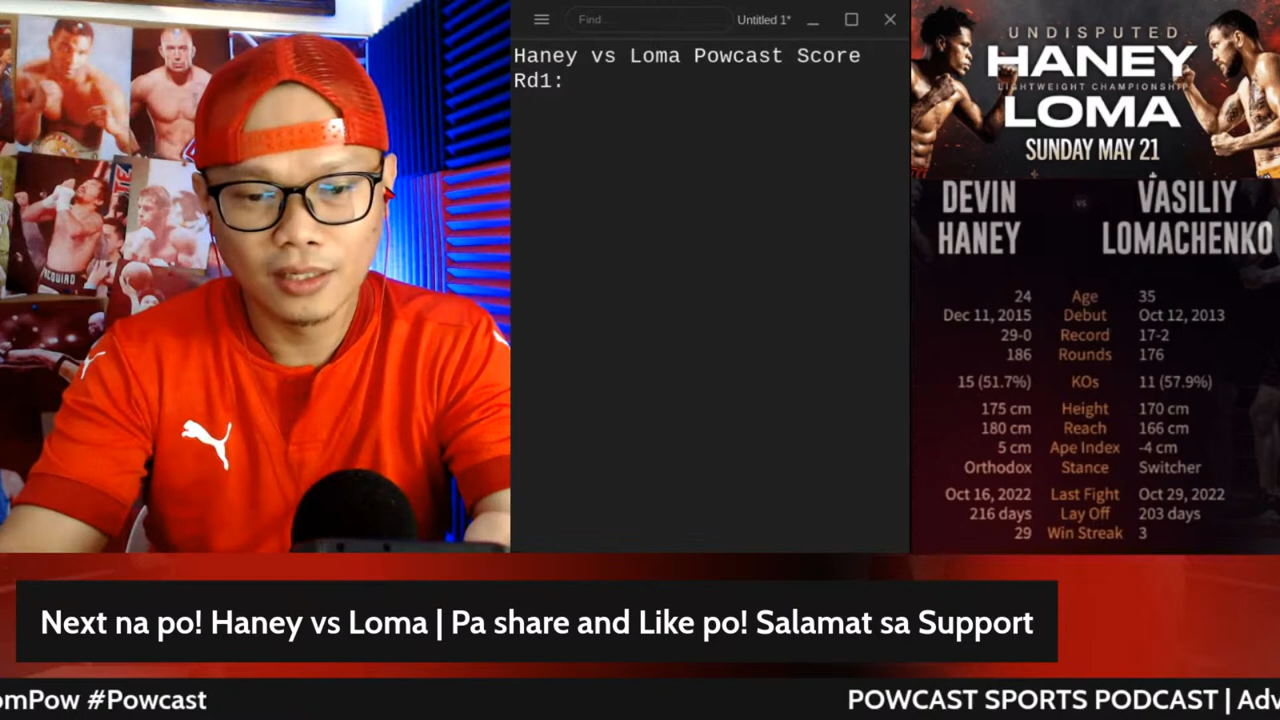 Find...
Untitled 1*
Haney vs Loma Powcast Score
Rd1:
UNDISPUTED
HANEY
LIGHTWEIGHT CHAMPIONSHIP
LOMA
SUNDAY MAY 21
DEVIN HANEY
vs
VASILIY LOMACHENKO
24 Age 35
Dec 11, 2015 Debut Oct 12, 2013
29-0 Record 17-2
186 Rounds 176
15 (51.7%) KOs 11 (57.9%)
175 cm Height 170 cm
180 cm Reach 166 cm
5 cm Ape Index -4 cm
Orthodox Stance Switcher
Oct 16, 2022 Last Fight Oct 29, 2022
216 days Lay Off 203 days
29 Win Streak 3
Next na po! Haney vs Loma | Pa share and Like po! Salamat sa Support
omPow #Powcast
POWCAST SPORTS PODCAST | Adv